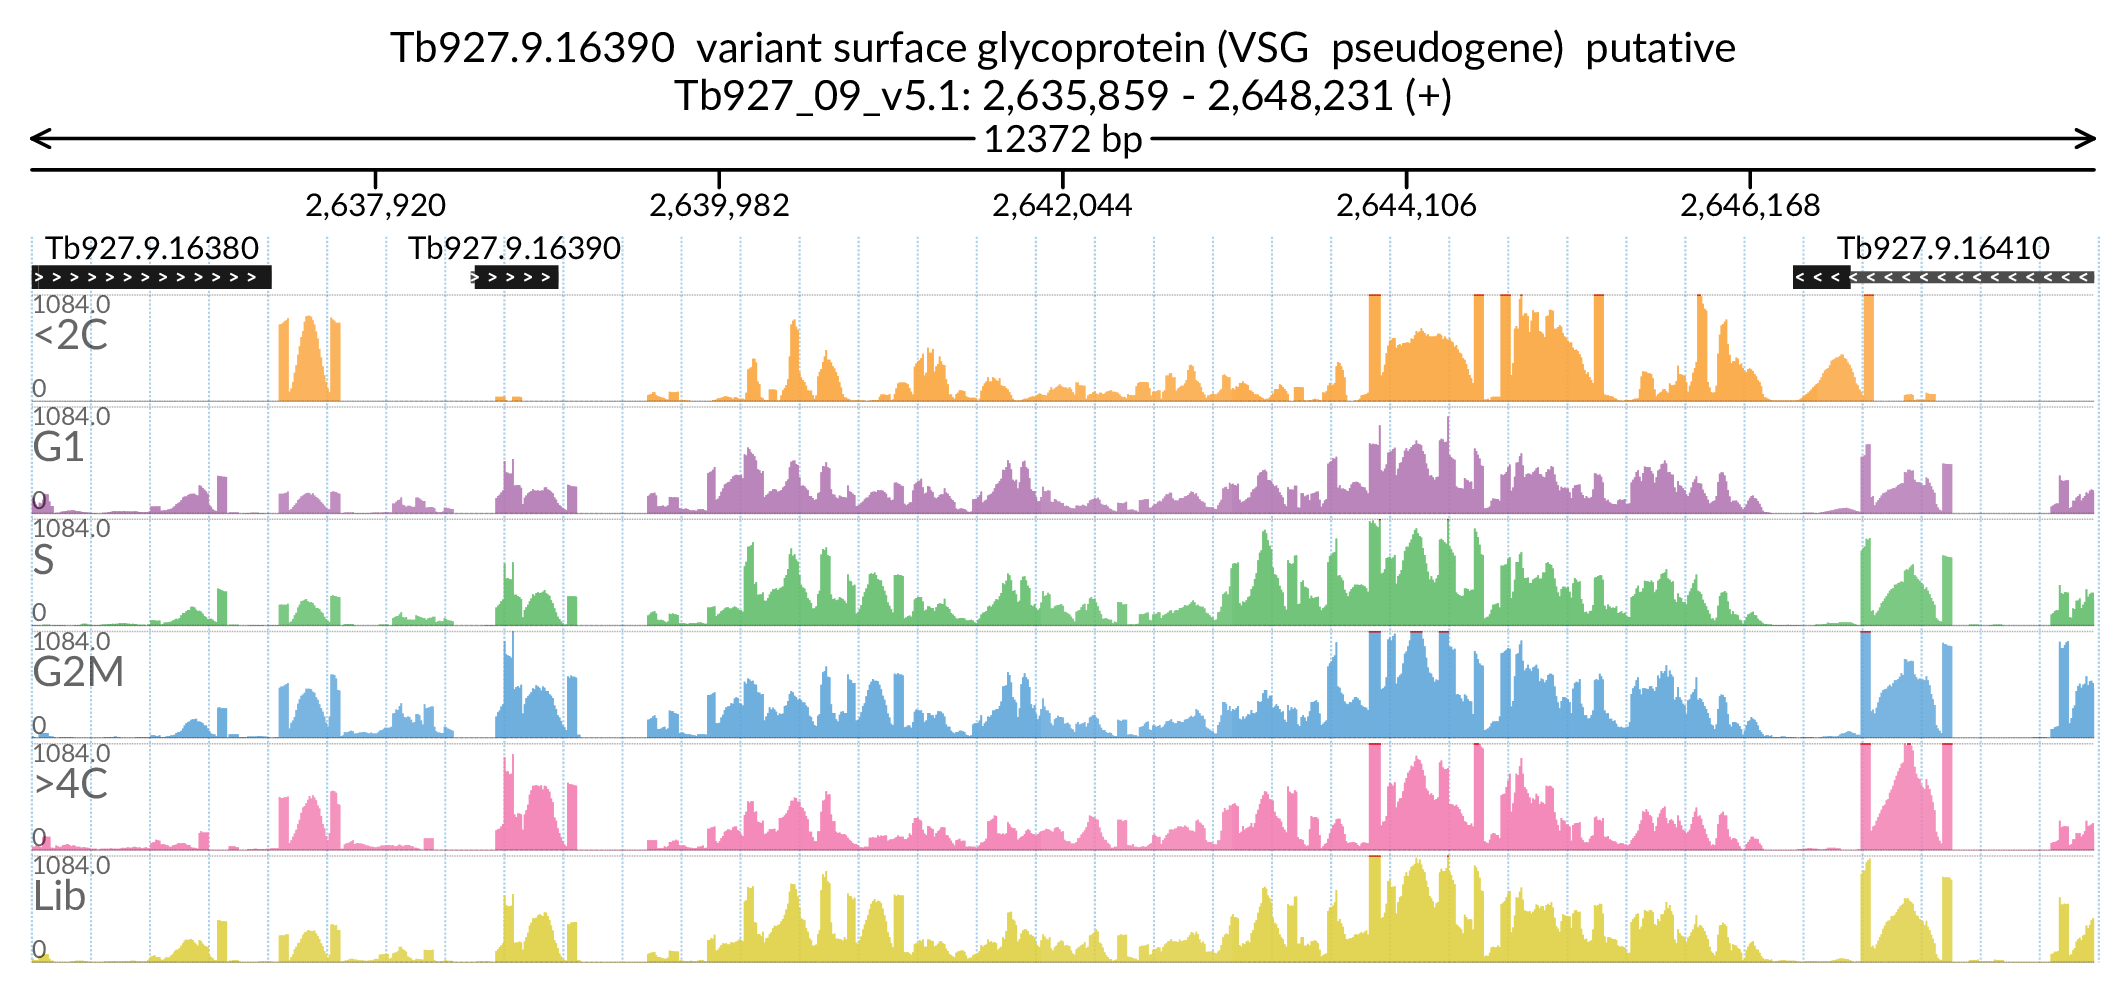 Tb927.9.16390 variant surface glycoprotein (VSG pseudogene) putative
Tb927_09_v5.1: 2,635,859 - 2,648,231 (+)
12372 bp
2,637,920 2,639,982 2,642,044 2,644,106 2,646,168
Tb927.9.16380 Tb927.9.16390 Tb927.9.16410
1084.0
<2C
0
1084.0
G1
0
1084.0
S
0
1084.0
G2M
0
1084.0
>4C
0
1084.0
Lib
0